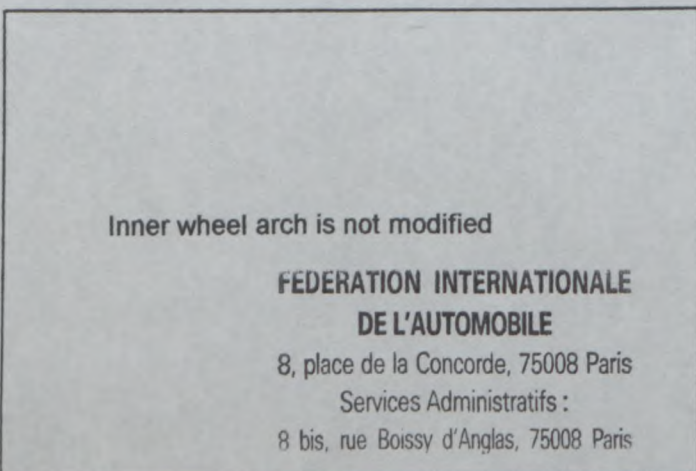 Inner wheel arch is not modified
FEDERATION INTERNATIONALE
DE L'AUTOMOBILE
8, place de la Concorde, 75008 Paris
Services Administratifs :
8 bis, rue Boissy d'Anglas, 75008 Paris